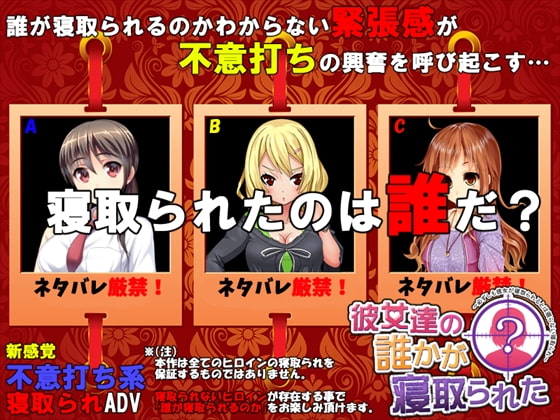 誰が寝取られるのかわからない緊張感が
不意打ちの興奮を呼び起こす…
A
B
C
寝取られたのは誰だ？
ネタバレ厳禁！
ネタバレ厳禁！
ネタバレ厳禁！
彼女達の
誰かが
寝取られた
?
新感覚
不意打ち系
寝取られADV
※(注)
本作は全てのヒロインの寝取られを
保証するものではありません。
寝取られないヒロインが存在する事で
「誰が寝取られるのか」をお楽しみ頂けます。